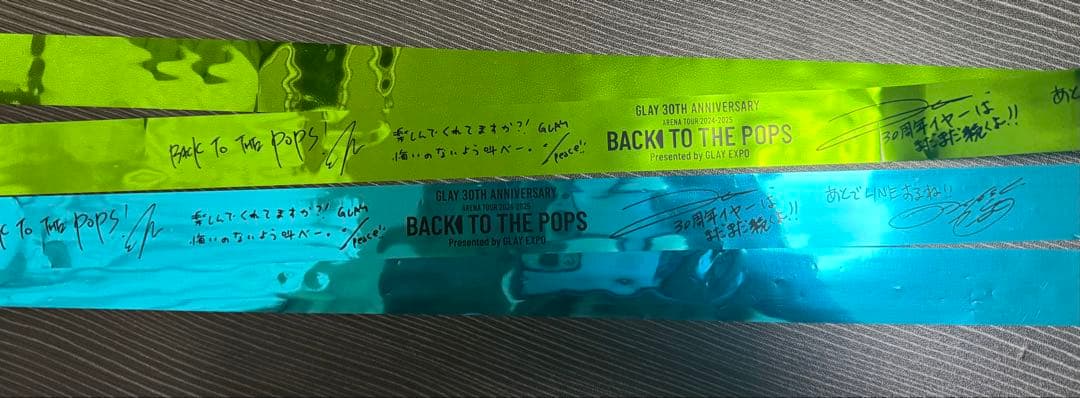 BACK TO THE POPS!
楽しんでくれてますか?! GLAY
悔いのないよう叫べー。 Peace!!
GLAY 30TH ANNIVERSARY
ARENA TOUR 2024-2025
BACK TO THE POPS
Presented by GLAY EXPO
30周年イヤーは
まだまだ続くよ!!
あと
TO THE POPS!
楽しんでくれてますか?! GLAY
悔いのないよう叫べー。 Peace!!
GLAY 30TH ANNIVERSARY
ARENA TOUR 2024-2025
BACK TO THE POPS
Presented by GLAY EXPO
30周年イヤーは
まだまだ続くよ!!
あとでLINEおくるね!!